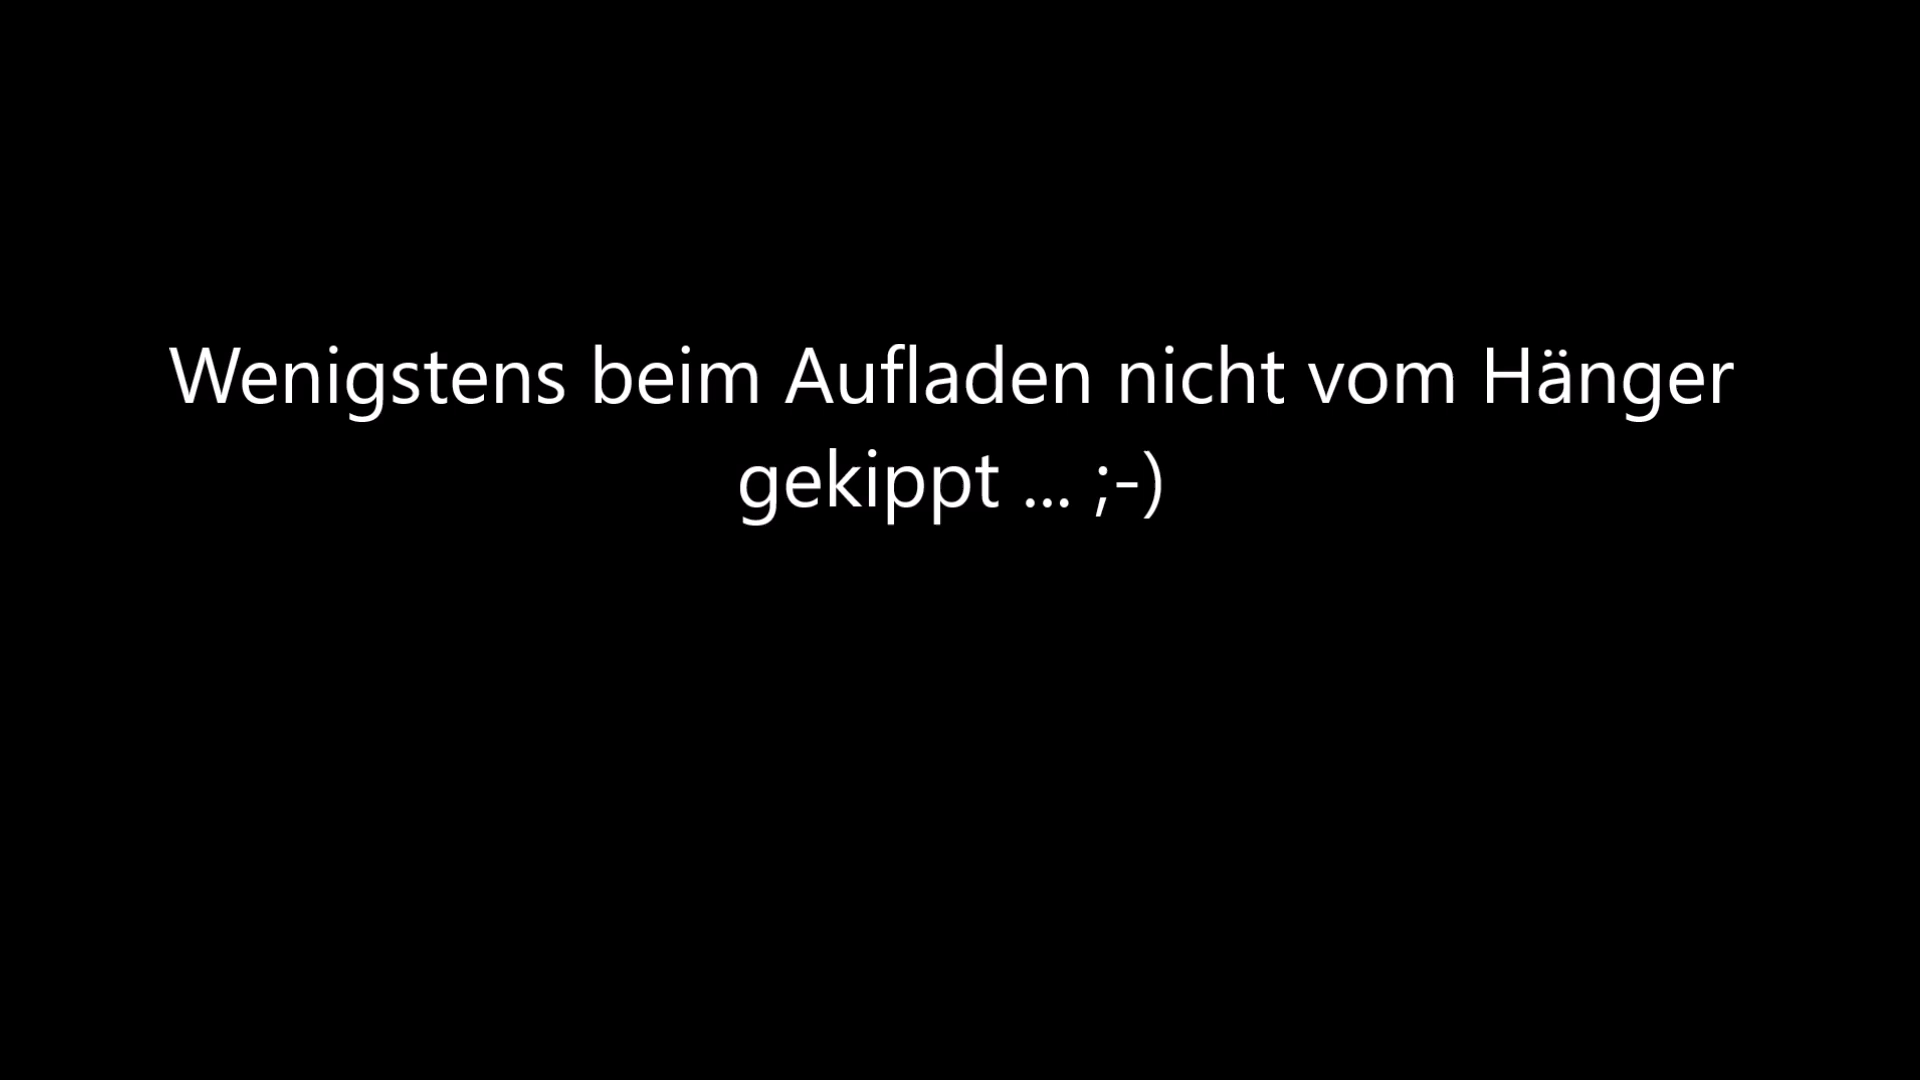 Wenigstens beim Aufladen nicht vom Hänger
gekippt ... ;-)